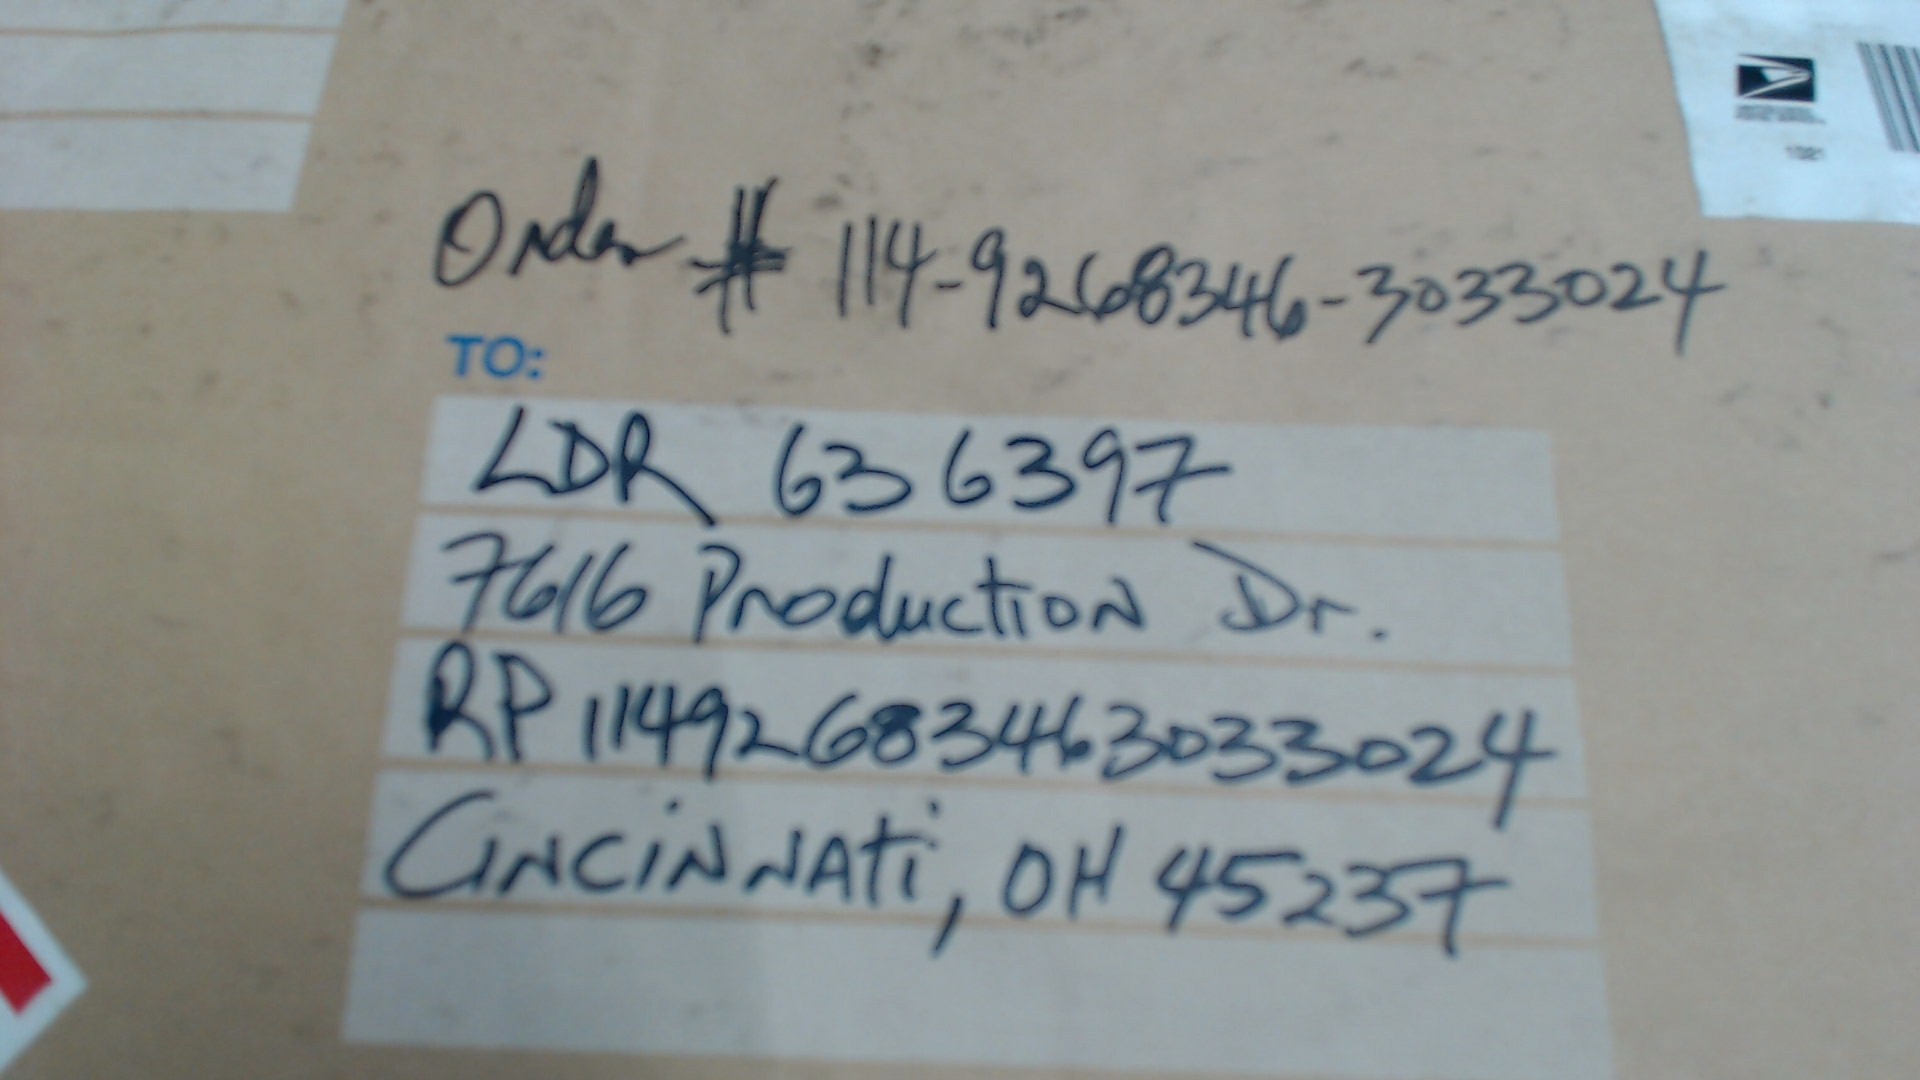 Order # 114-9268346-3033024
TO:
LDR 636397
7616 Production Dr.
RP 11492683463033024
Cincinnati, OH 45237